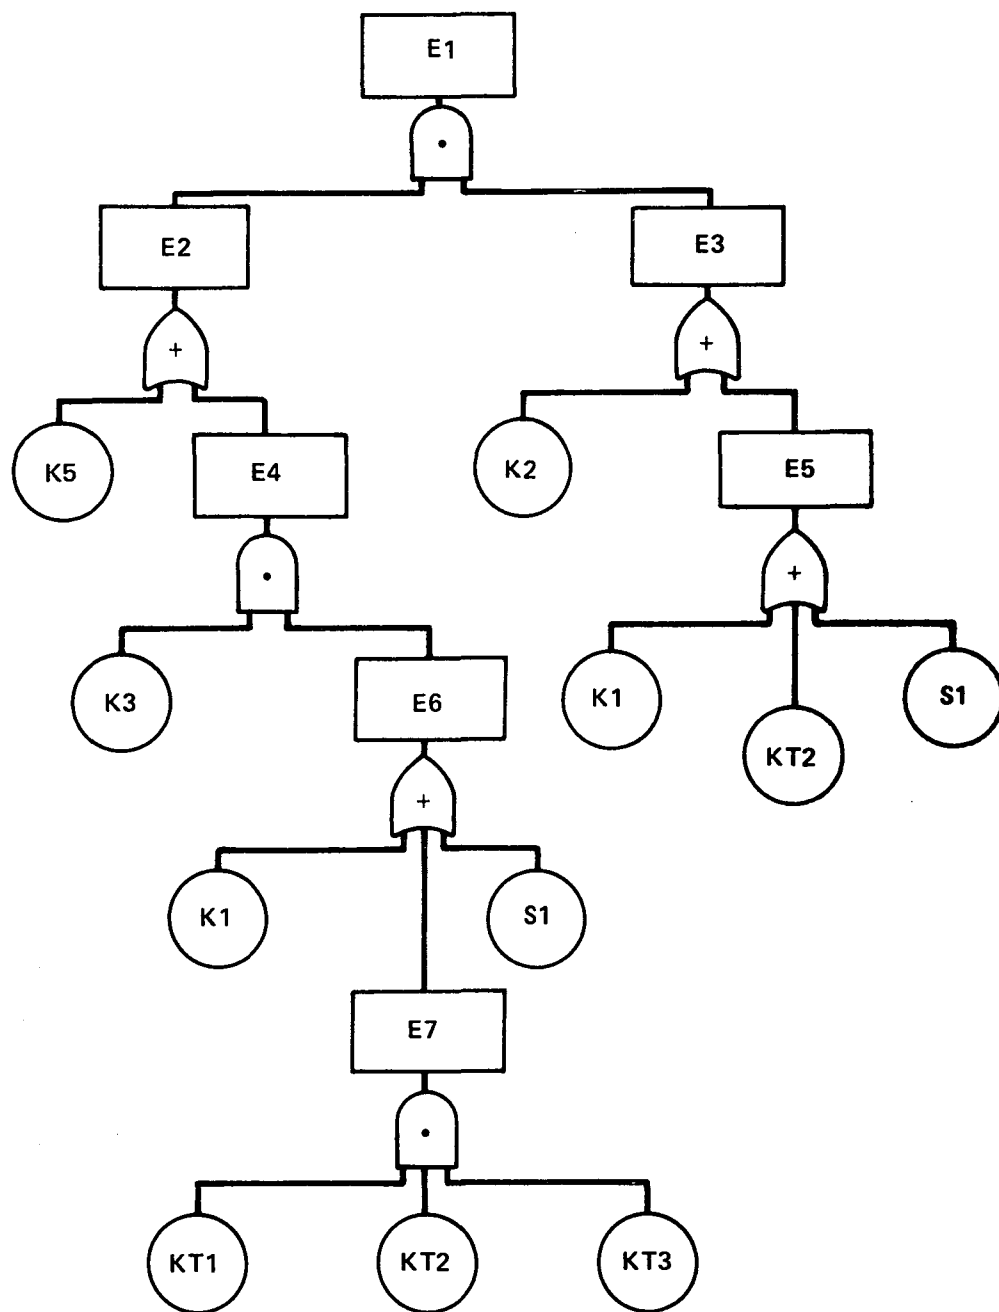 E1
•
E2
E3
+
+
K5
E4
K2
E5
•
+
K3
E6
K1
KT2
S1
+
K1
S1
E7
•
KT1
KT2
KT3